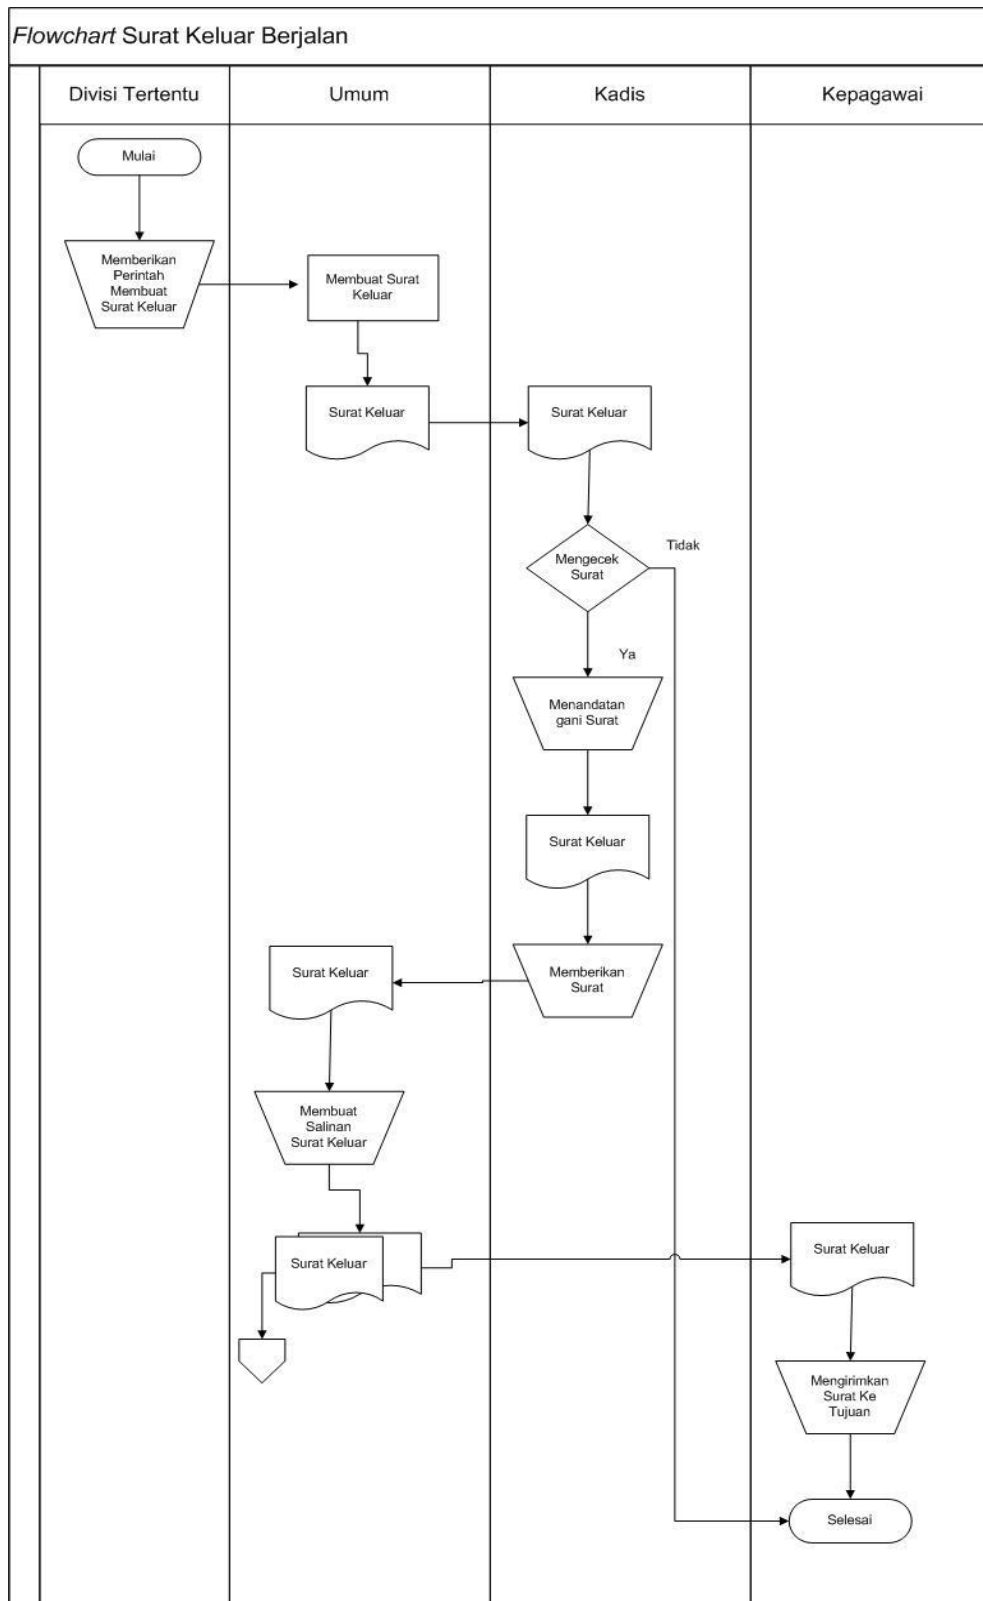 Flowchart Surat Keluar Berjalan
Divisi Tertentu
Umum
Kadis
Kepagawai
Mulai
Memberikan
Perintah
Membuat
Surat Keluar
Membuat Surat
Keluar
Surat Keluar
Surat Keluar
Mengecek
Surat
Tidak
Ya
Menandatan
gani Surat
Surat Keluar
Memberikan
Surat
Surat Keluar
Membuat
Salinan
Surat Keluar
Surat Keluar
Surat Keluar
Mengirimkan
Surat Ke
Tujuan
Selesai